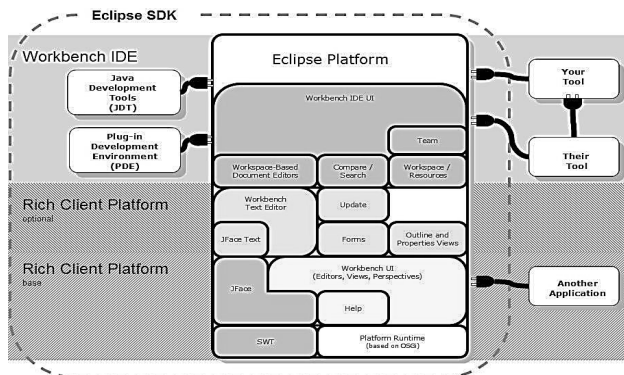 Eclipse SDK
Workbench IDE
Eclipse Platform
Java
Development
Tools
(JDT)
Your
Tool
Workbench IDE UI
Plug-in
Development
Environment
(PDE)
Team
Their
Tool
Workspace-Based
Document Editors
Compare /
Search
Workspace /
Resources
Rich Client Platform
optional
Workbench
Text Editor
Update
JFace Text
Forms
Outline and
Properties Views
Rich Client Platform
base
JFace
Workbench UI
(Editors, Views, Perspectives)
Help
Another
Application
SWT
Platform Runtime
(based on OSGi)